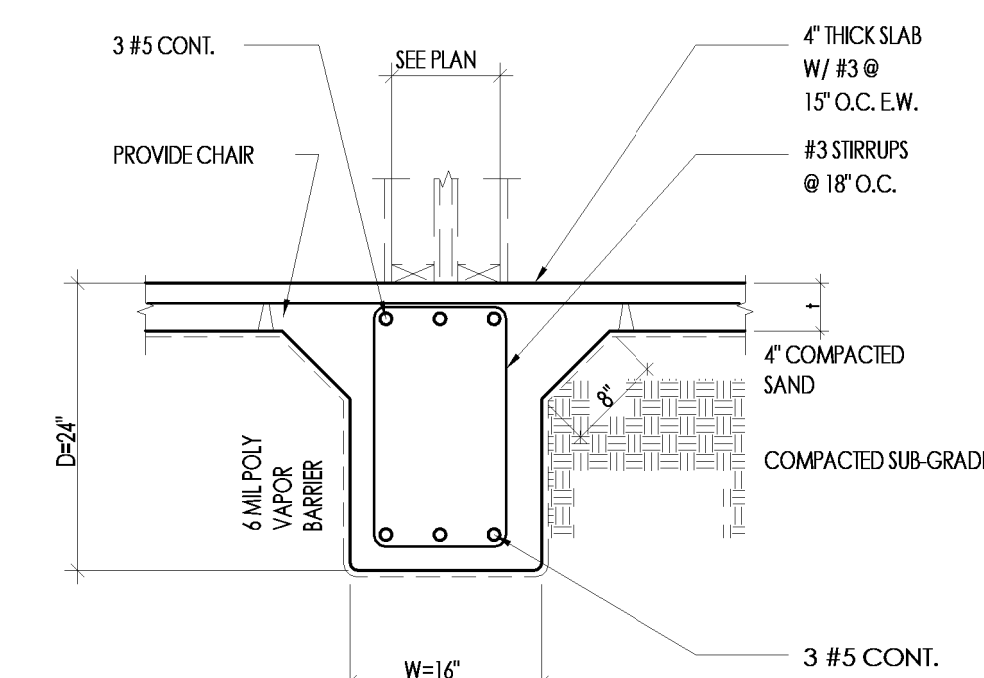 3 #5 CONT.
SEE PLAN
4" THICK SLAB
W/ #3 @
15" O.C. E.W.
PROVIDE CHAIR
#3 STIRRUPS
@ 18" O.C.
t
4" COMPACTED
SAND
8"
D=24"
6 MIL POLY
VAPOR
BARRIER
COMPACTED SUB-GRAD
3 #5 CONT.
W=16"